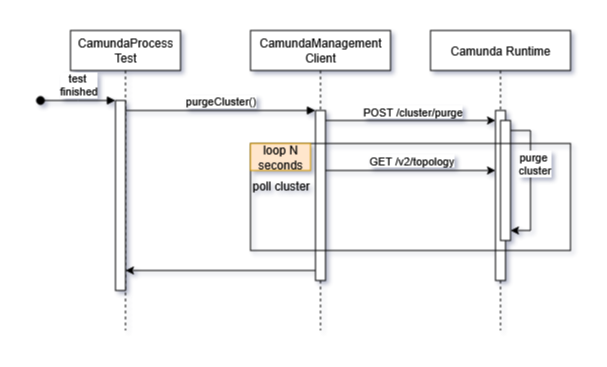 CamundaProcess
Test
CamundaManagement
Client
Camunda Runtime
test
finished
purgeCluster()
POST /cluster/purge
loop N
seconds
poll cluster
GET /v2/topology
purge
cluster